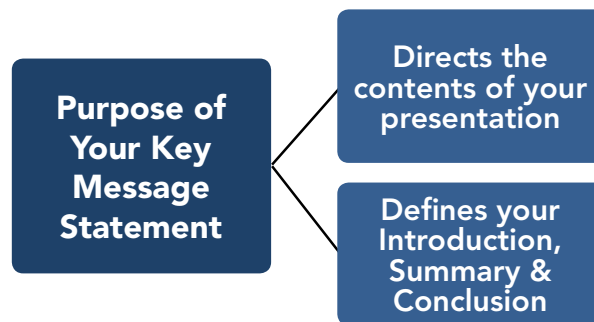 Purpose of
Your Key
Message
Statement
Directs the
contents of your
presentation
Defines your
Introduction,
Summary &
Conclusion